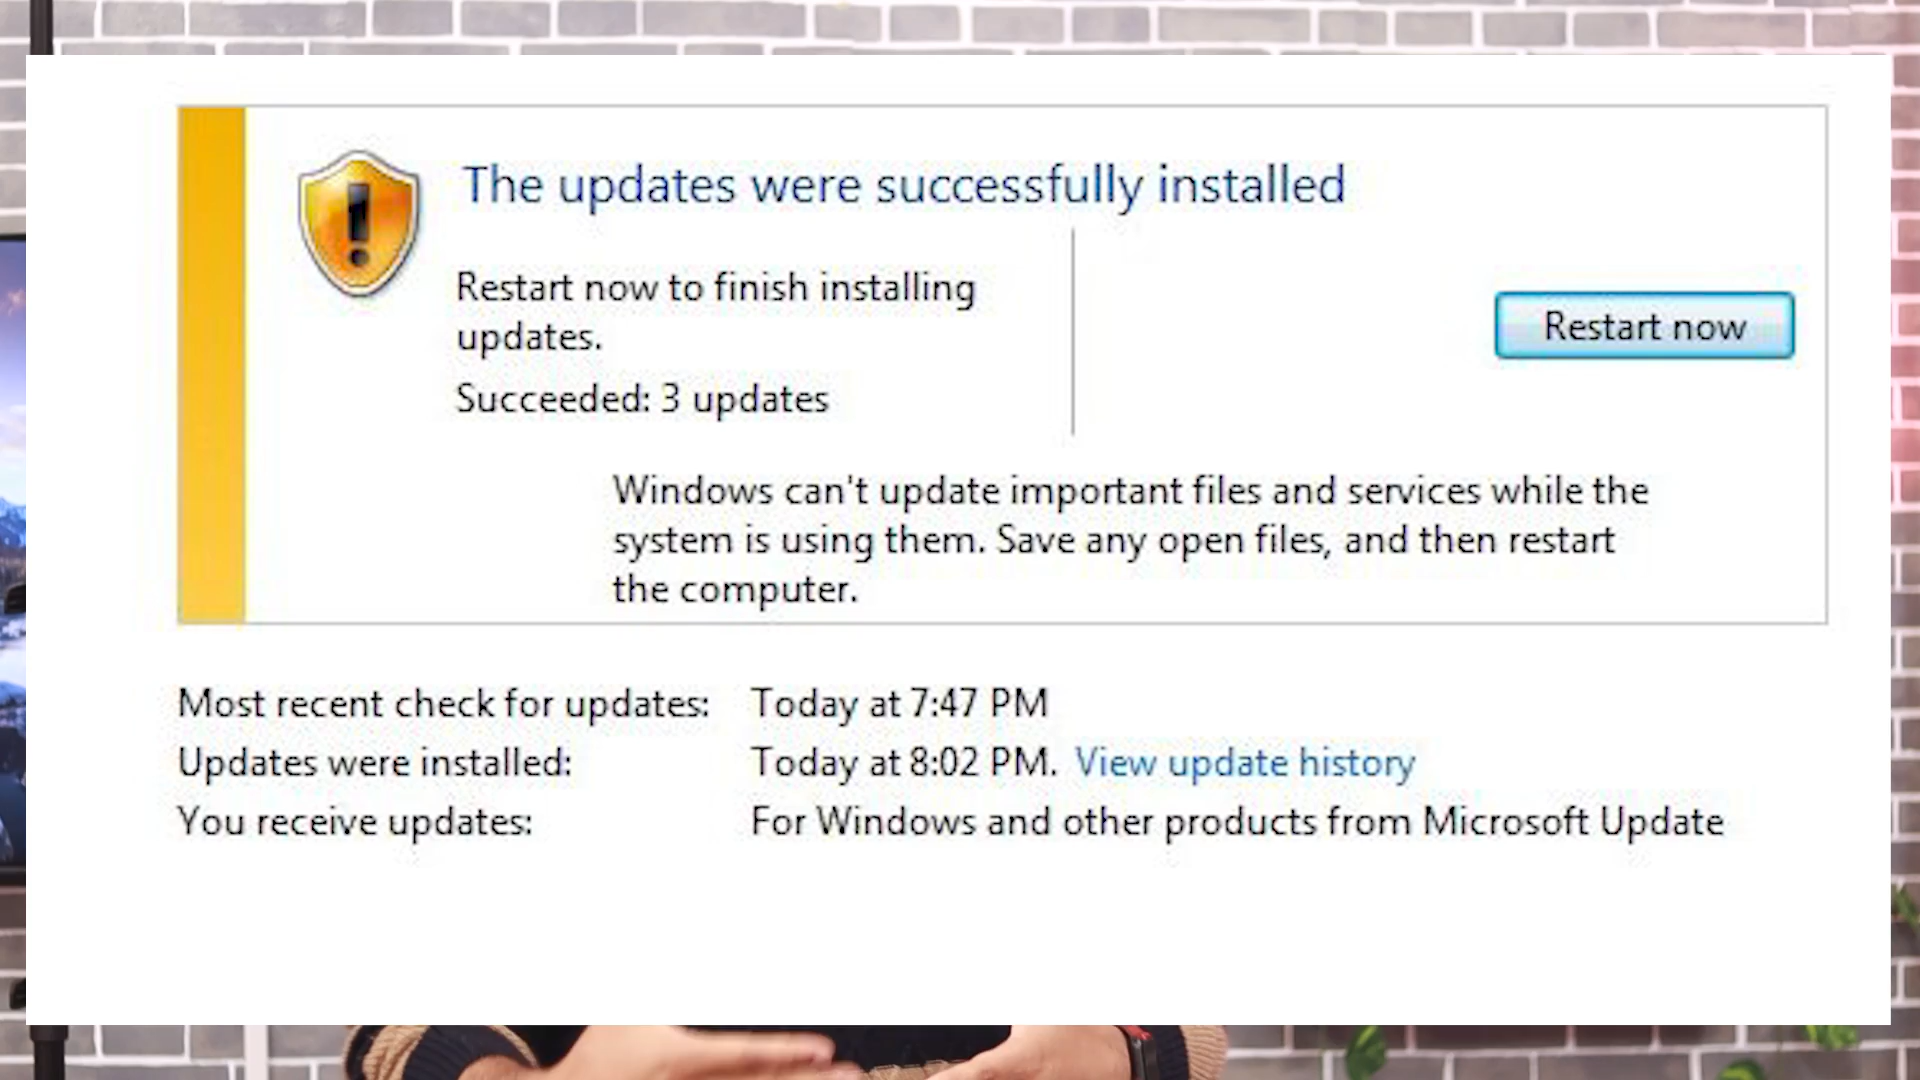 The updates were successfully installed
Restart now to finish installing
updates.
Restart now
Succeeded: 3 updates
Windows can't update important files and services while the
system is using them. Save any open files, and then restart
the computer.
Most recent check for updates: Today at 7:47 PM
Updates were installed: Today at 8:02 PM. View update history
You receive updates: For Windows and other products from Microsoft Update